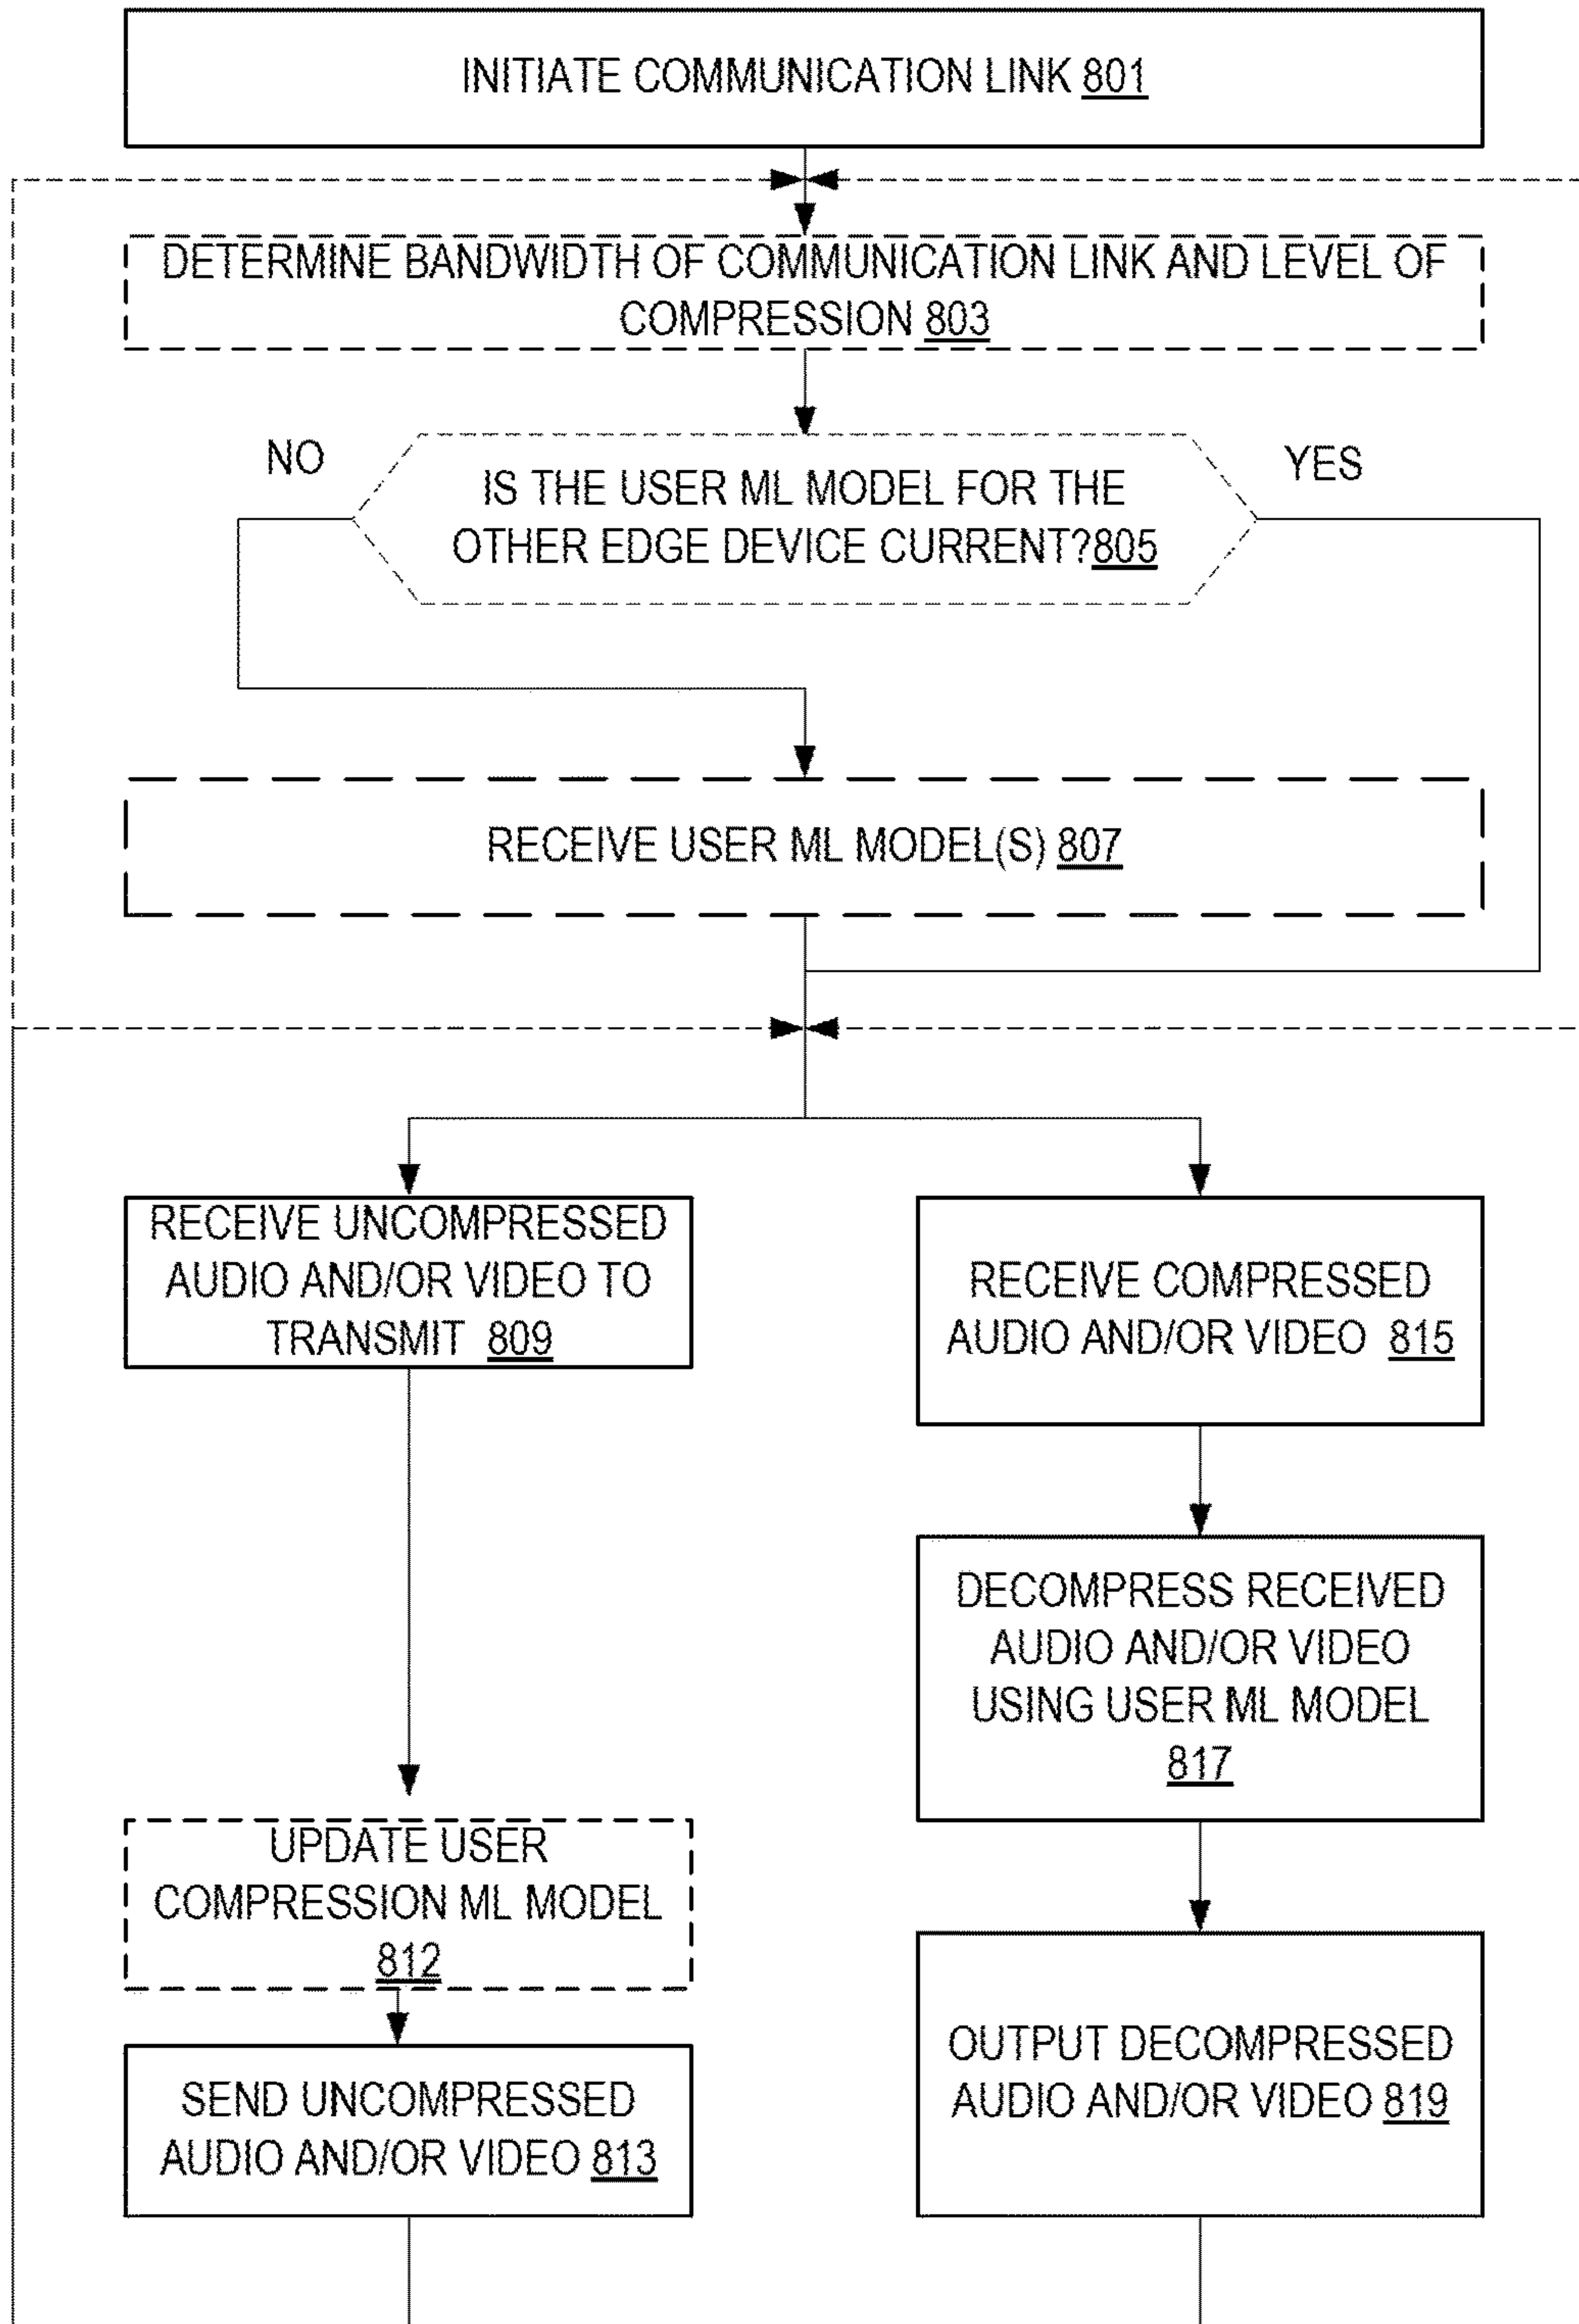 INITIATE COMMUNICATION LINK 801
DETERMINE BANDWIDTH OF COMMUNICATION LINK AND LEVEL OF
COMPRESSION 803
NO
YES
IS THE USER ML MODEL FOR THE
OTHER EDGE DEVICE CURRENT?805
RECEIVE USER ML MODEL(S) 807
RECEIVE UNCOMPRESSED
AUDIO AND/OR VIDEO TO
TRANSMIT 809
UPDATE USER
COMPRESSION ML MODEL
812
SEND UNCOMPRESSED
AUDIO AND/OR VIDEO 813
RECEIVE COMPRESSED
AUDIO AND/OR VIDEO 815
DECOMPRESS RECEIVED
AUDIO AND/OR VIDEO
USING USER ML MODEL
817
OUTPUT DECOMPRESSED
AUDIO AND/OR VIDEO 819